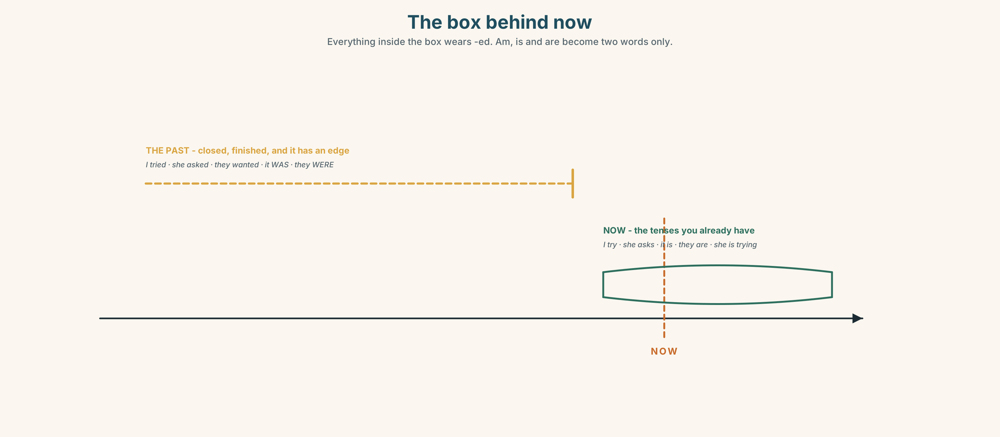 The box behind now
Everything inside the box wears -ed. Am, is and are become two words only.
THE PAST - closed, finished, and it has an edge
I tried · she asked · they wanted · it WAS · they WERE
NOW - the tenses you already have
I try · she asks · it is · they are · she is trying
NOW